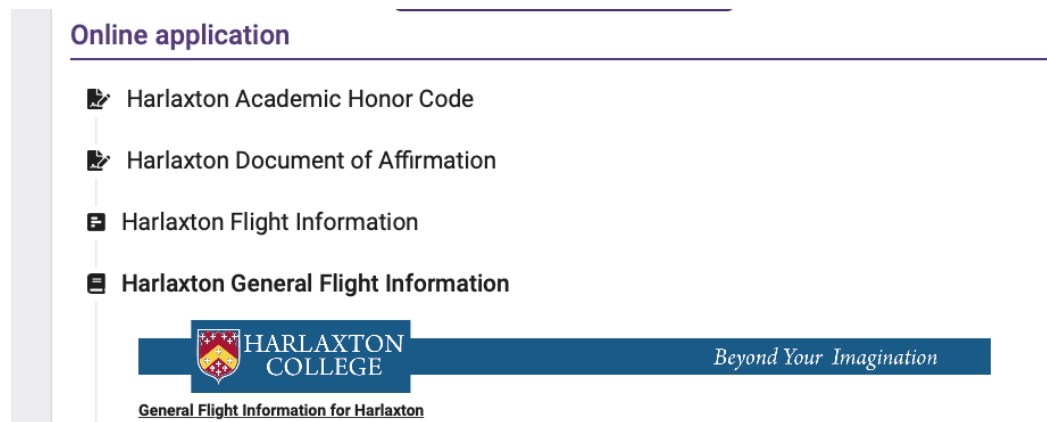 Online application
Harlaxton Academic Honor Code
Harlaxton Document of Affirmation
Harlaxton Flight Information
Harlaxton General Flight Information
HARLAXTON
COLLEGE
Beyond Your Imagination
General Flight Information for Harlaxton